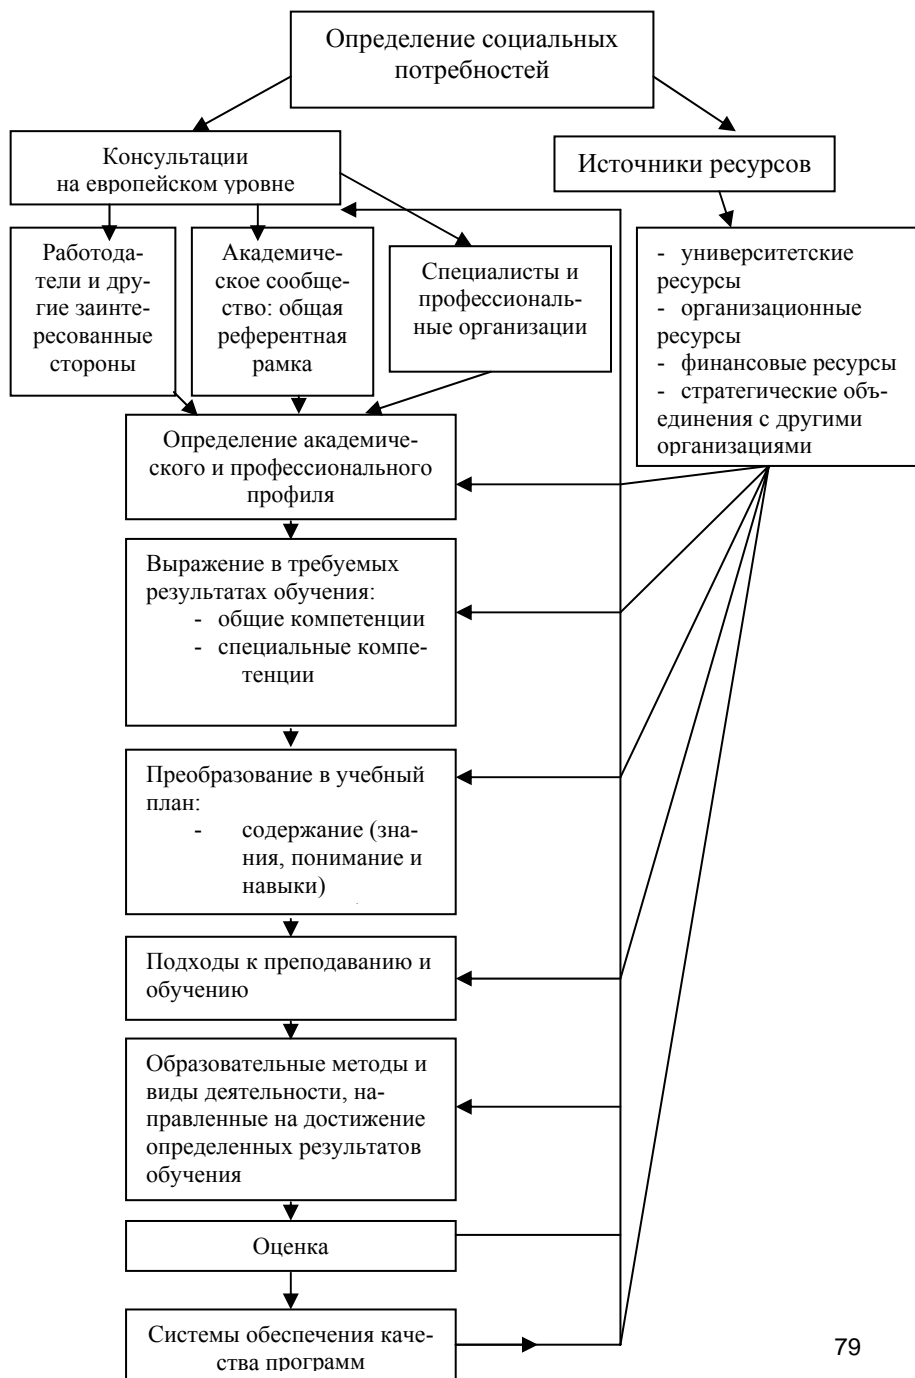 Определение социальных
потребностей
Консультации
на европейском уровне
Источники ресурсов
Работода-
тели и дру-
гие заинте-
ресованные
стороны
Академиче-
ское сообще-
ство: общая
референтная
рамка
Специалисты и
профессиональ-
ные организации
- университетские
ресурсы
- организационные
ресурсы
- финансовые ресурсы
- стратегические объ-
единения с другими
организациями
Определение академиче-
ского и профессионального
профиля
Выражение в требуемых
результатах обучения:
- общие компетенции
- специальные компе-
тенции
Преобразование в учебный
план:
- содержание (зна-
ния, понимание и
навыки)
Подходы к преподаванию и
обучению
Образовательные методы и
виды деятельности, на-
правленные на достижение
определенных результатов
обучения
Оценка
Системы обеспечения каче-
ства программ
79